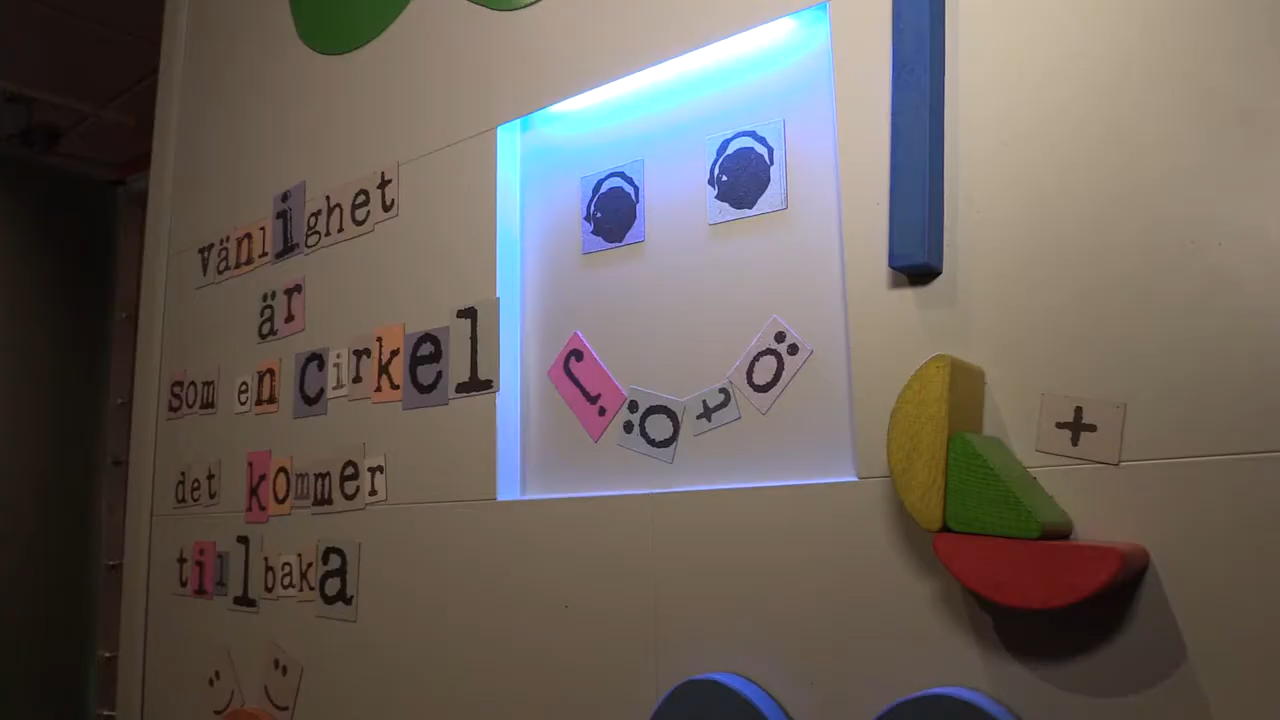 vänlighet
är
som en cirkel
det kommer
tillbaka
j ö t ö
+